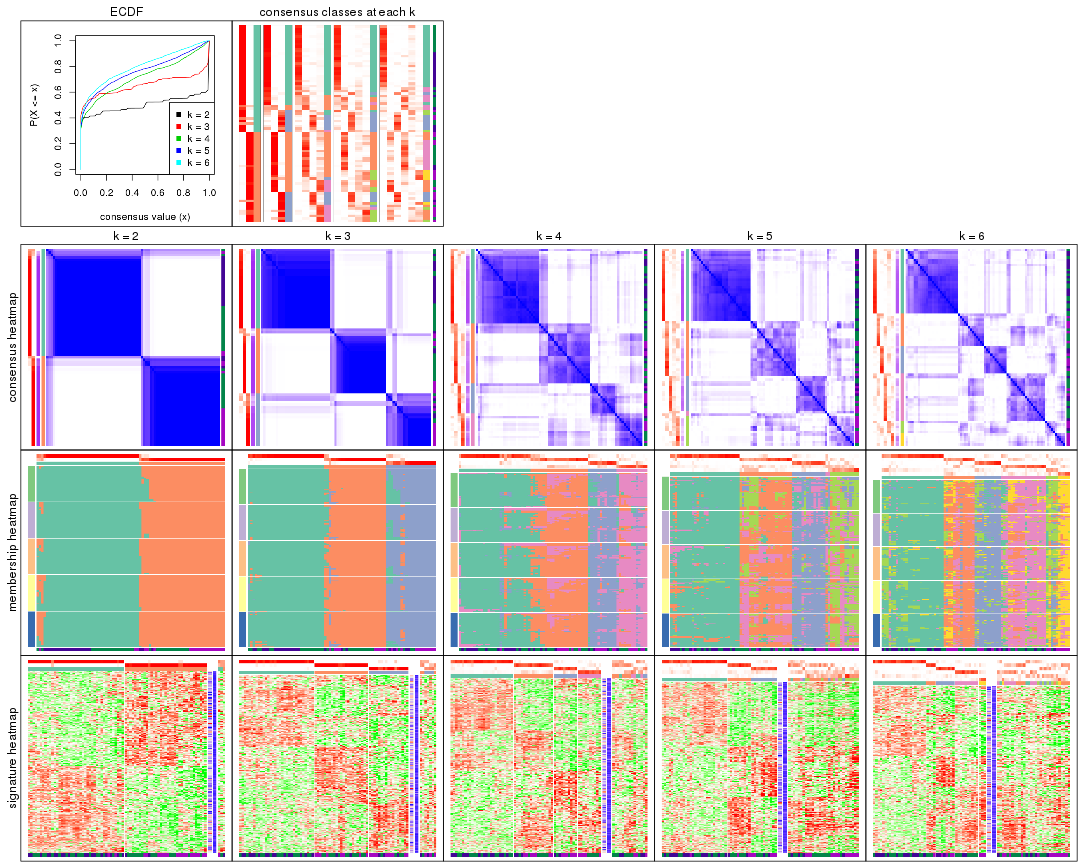 ECDF
consensus classes at each k
P(X <= x)
0.0 0.2 0.4 0.6 0.8 1.0
k = 2
k = 3
k = 4
k = 5
k = 6
0.0 0.2 0.4 0.6 0.8 1.0
consensus value (x)
k = 2 k = 3 k = 4 k = 5 k = 6
consensus heatmap
membership heatmap
signature heatmap